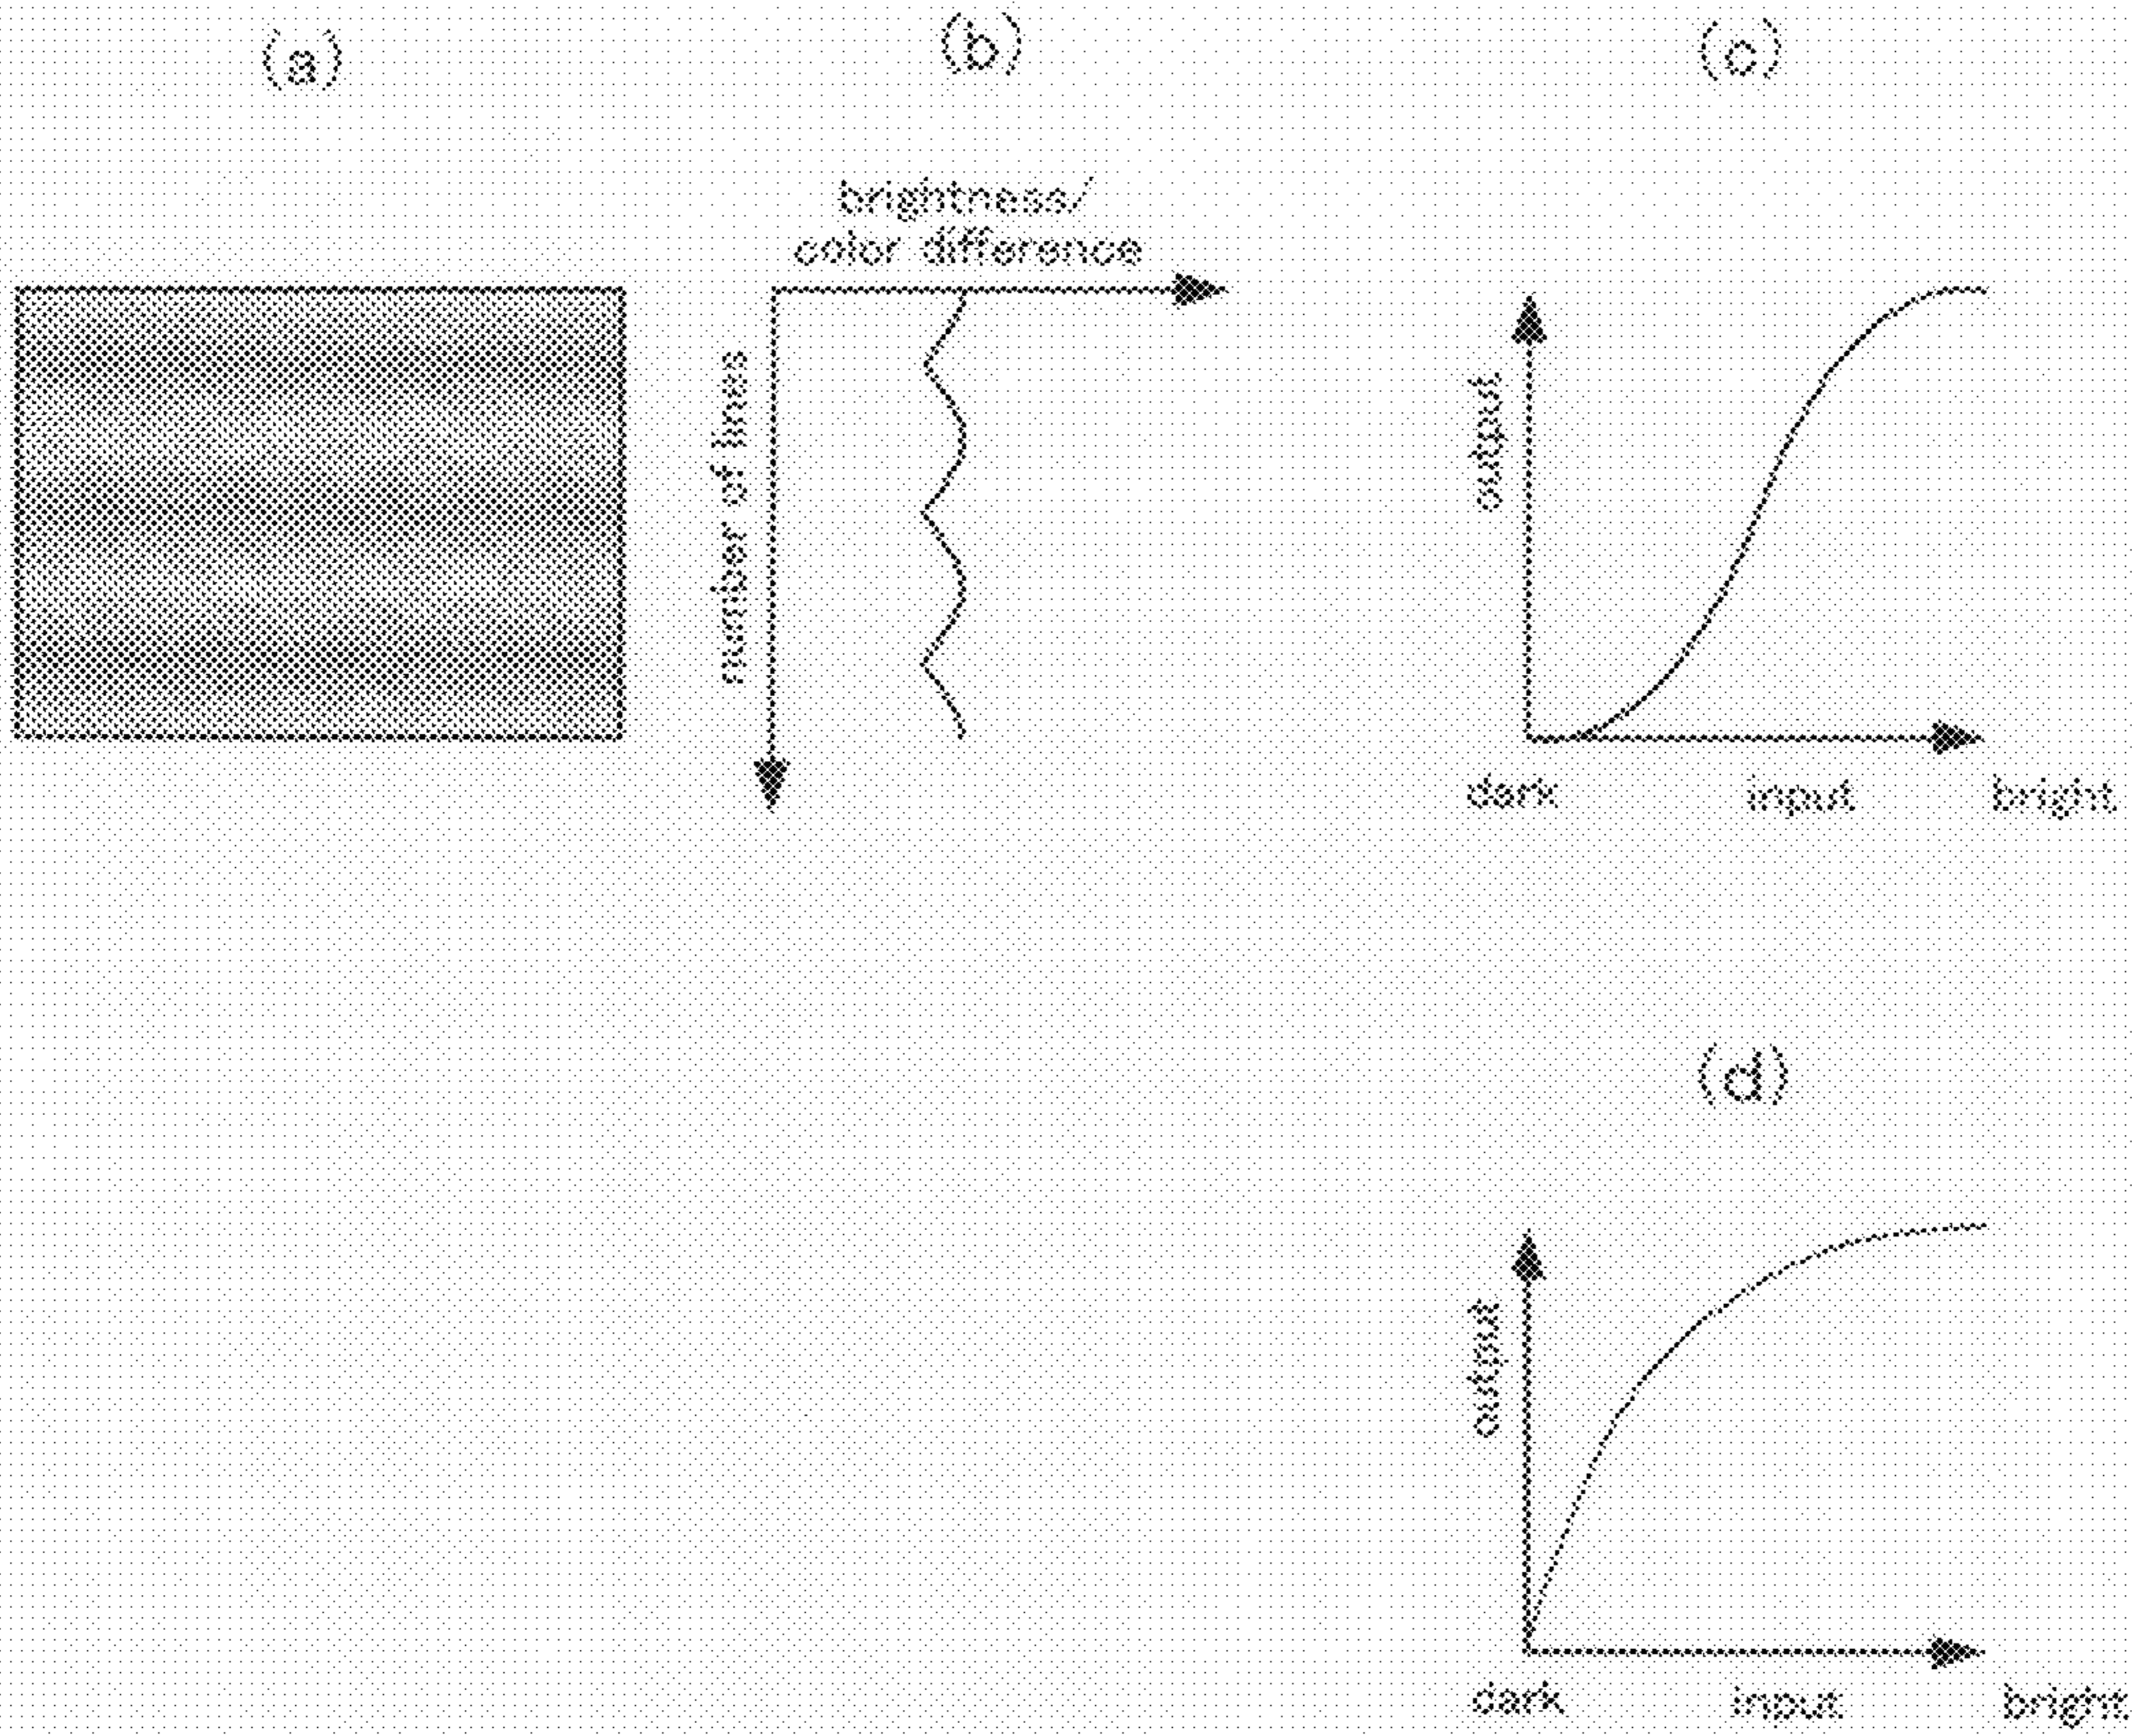 (a)
(b)
(c)
brightness/
color difference
number of lines
output
dark input bright
(d)
output
dark input bright